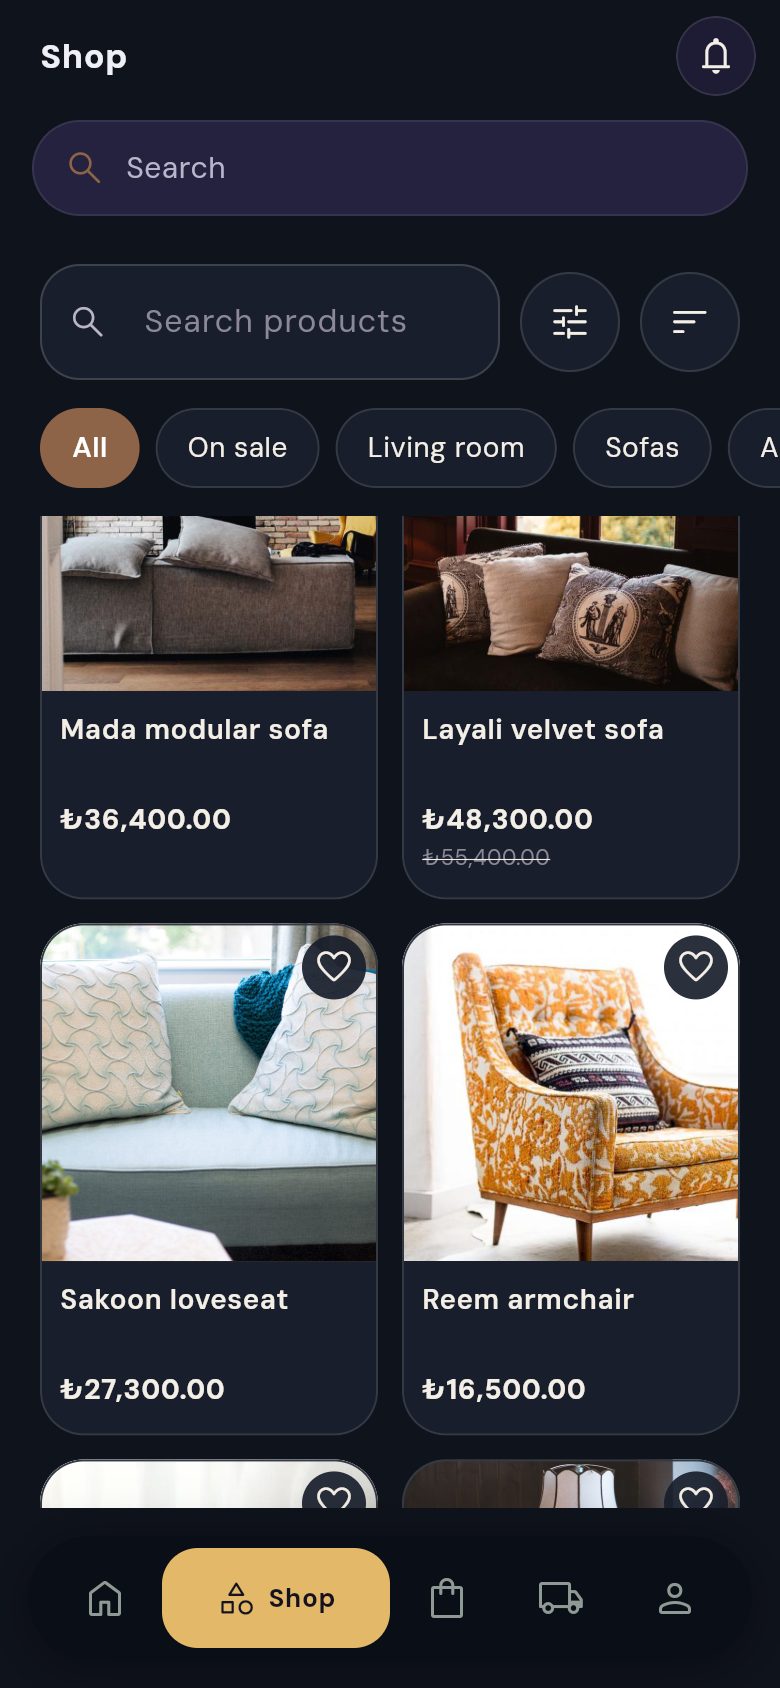 Shop
Search
Search products
All On sale Living room Sofas A
Mada modular sofa
₺36,400.00
Layali velvet sofa
₺48,300.00
₺55,400.00
Sakoon loveseat
₺27,300.00
Reem armchair
₺16,500.00
Shop